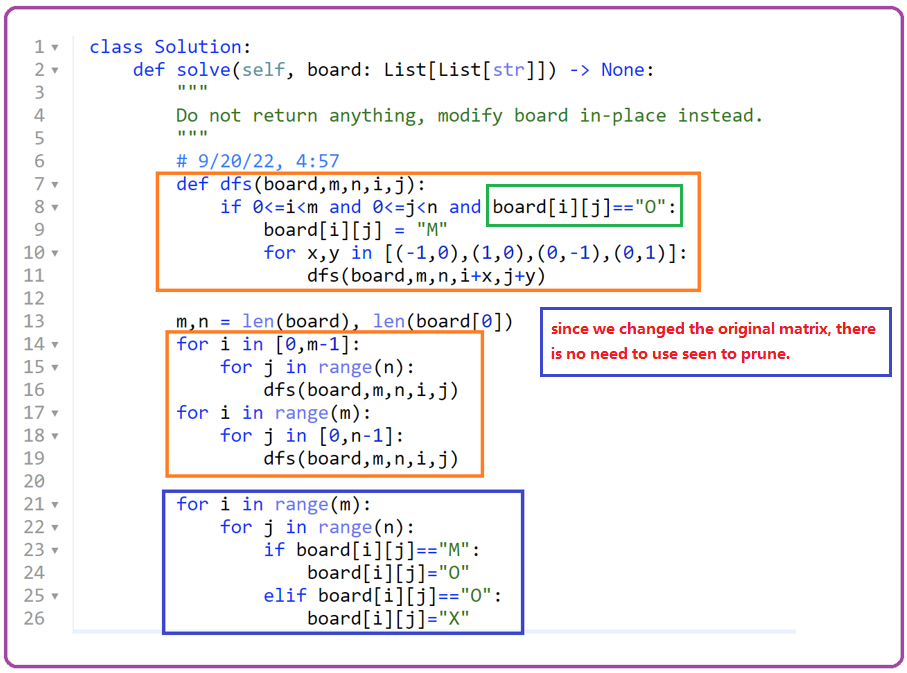 1 class Solution:
2 def solve(self, board: List[List[str]]) -> None:
3 """
4 Do not return anything, modify board in-place instead.
5 """
6 # 9/20/22, 4:57
7 def dfs(board,m,n,i,j):
8 if 0<=i<m and 0<=j<n and board[i][j]=="O":
9 board[i][j] = "M"
10 for x,y in [(-1,0),(1,0),(0,-1),(0,1)]:
11 dfs(board,m,n,i+x,j+y)
12
13 m,n = len(board), len(board[0])
14 for i in [0,m-1]:
15 for j in range(n):
16 dfs(board,m,n,i,j)
17 for i in range(m):
18 for j in [0,n-1]:
19 dfs(board,m,n,i,j)
20
21 for i in range(m):
22 for j in range(n):
23 if board[i][j]=="M":
24 board[i][j]="O"
25 elif board[i][j]=="O":
26 board[i][j]="X"
since we changed the original matrix, there
is no need to use seen to prune.